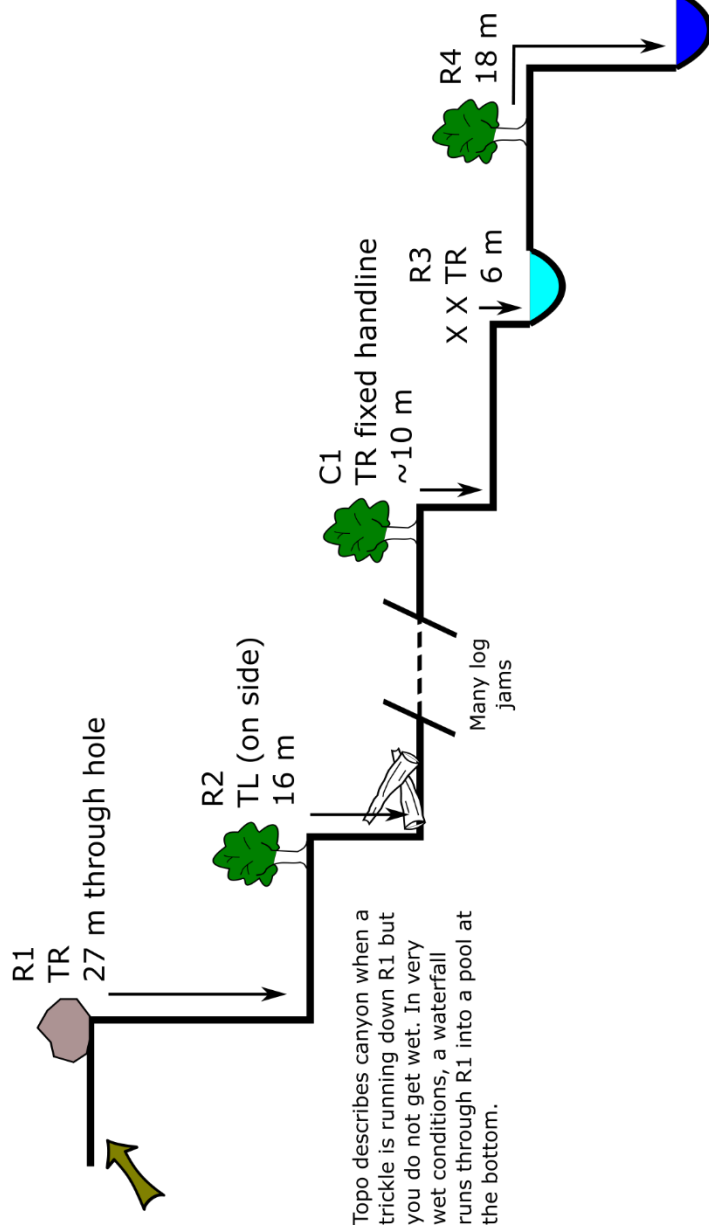 R1
TR
27 m through hole
R2
TL (on side)
16 m
Many log
jams
C1
TR fixed handline
~10 m
R3
X X TR
6 m
R4
18 m
Topo describes canyon when a
trickle is running down R1 but
you do not get wet. In very
wet conditions, a waterfall
runs through R1 into a pool at
the bottom.